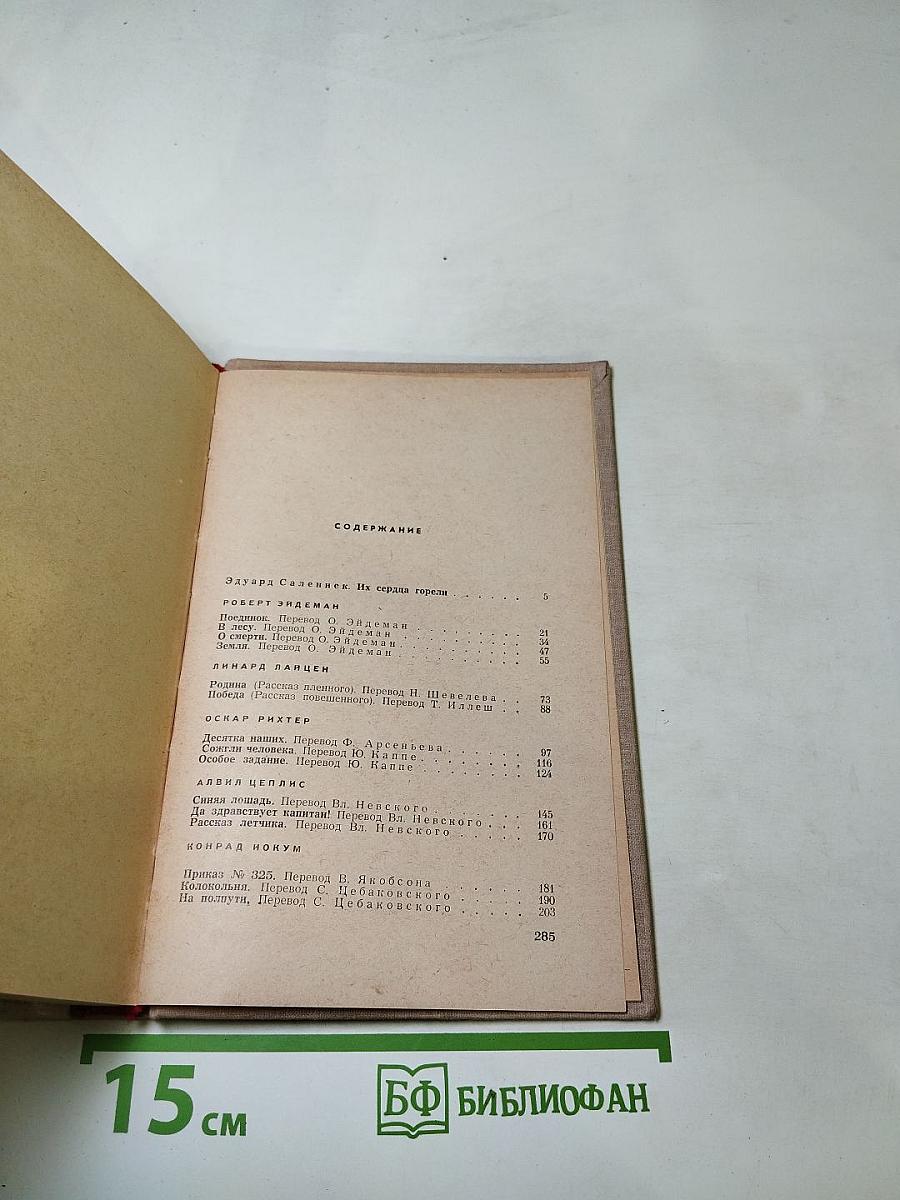 СОДЕРЖАНИЕ
Эдуард Саленнек. Их сердца горели . . . . . . 5
РОБЕРТ ЭЙДЕМАН
Поединок. Перевод О. Эйдеман . . . . . . . . . 21
В лесу. Перевод О. Эйдеман . . . . . . . . . . 34
О смерти. Перевод О. Эйдеман . . . . . . . . . 47
Земля. Перевод О. Эйдеман . . . . . . . . . . 55
ЛИНАРД ЛАЙЦЕН
Родина (Рассказ пленного). Перевод Н. Шевелева . . 73
Победа (Рассказ повешенного). Перевод Т. Иллеш . . 88
ОСКАР РИХТЕР
Десятка наших. Перевод Ф. Арсеньева . . . . . . 97
Сожгли человека. Перевод Ю. Каппе . . . . . . . 116
Особое задание. Перевод Ю. Каппе . . . . . . . . 124
АЛВИЛ ЦЕПЛИС
Синяя лошадь. Перевод Вл. Невского . . . . . . . 145
Да здравствует капитан! Перевод Вл. Невского . . . 161
Рассказ летчика. Перевод Вл. Невского . . . . . 170
КОНРАД ИОКУМ
Приказ № 325. Перевод В. Якобсона . . . . . . 181
Колокольня. Перевод С. Цебаковского . . . . . . 190
На полпути, Перевод С. Цебаковского . . . . . 203
285
15 см
БФ БИБЛИОФАН